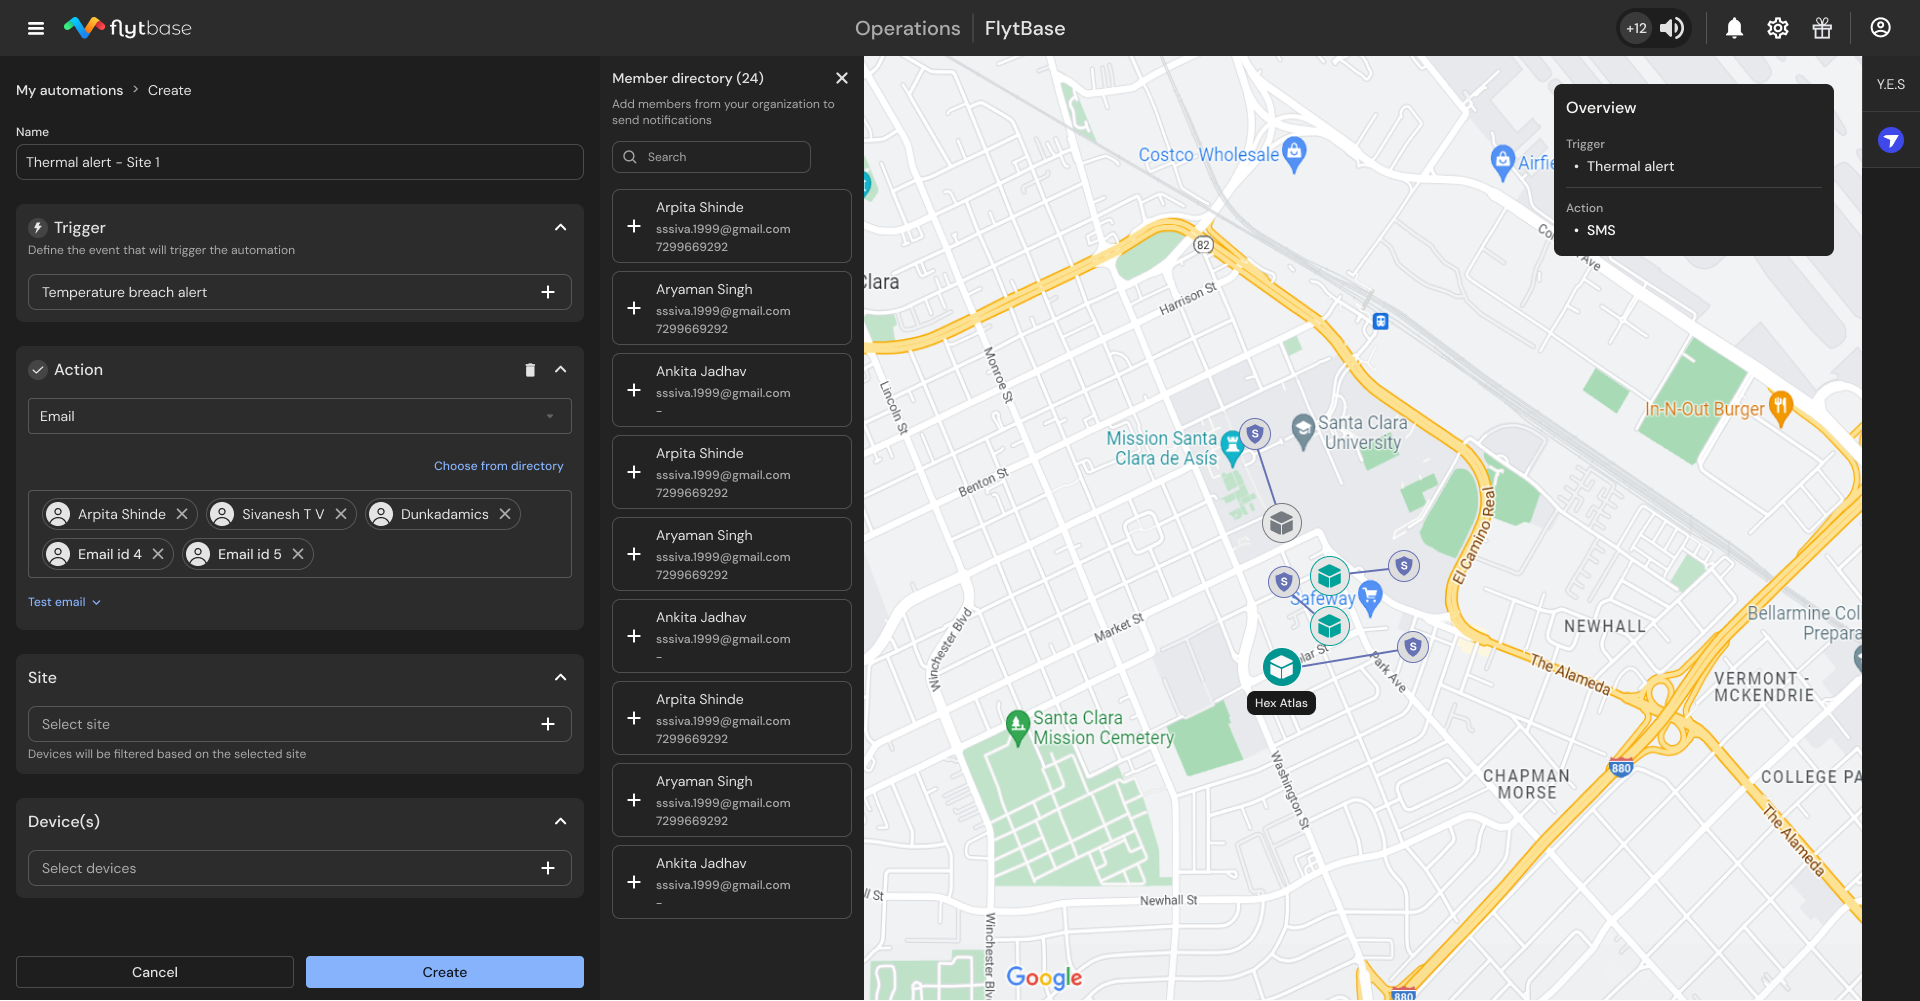 flytbase
Operations
FlytBase
+12
My automations > Create
Name
Thermal alert - Site 1
Trigger
Define the event that will trigger the automation
Temperature breach alert
Action
Email
Choose from directory
Arpita Shinde
Sivanesh T V
Dunkadamics
Email id 4
Email id 5
Test email
Site
Select site
Devices will be filtered based on the selected site
Device(s)
Select devices
Cancel
Create
Member directory (24)
Add members from your organization to
send notifications
Search
Arpita Shinde
sssiva.1999@gmail.com
7299669292
Aryaman Singh
sssiva.1999@gmail.com
7299669292
Ankita Jadhav
sssiva.1999@gmail.com
-
Arpita Shinde
sssiva.1999@gmail.com
7299669292
Aryaman Singh
sssiva.1999@gmail.com
7299669292
Ankita Jadhav
sssiva.1999@gmail.com
-
Arpita Shinde
sssiva.1999@gmail.com
7299669292
Aryaman Singh
sssiva.1999@gmail.com
7299669292
Ankita Jadhav
sssiva.1999@gmail.com
-
Costco Wholesale
Airfie
82
Clara
Harrison St
Monroe St
Lincoln St
In-N-Out Burger
Mission Santa
Clara de Asís
S
Santa Clara
University
Benton St
El Camino Real
S
S
Safeway
Market St
Winchester Blvd
NEWHALL
Bellarmine Col
Prepara
S
lar St
Park Ave
Hex Atlas
The Alameda
VERMONT -
MCKENDRIE
Santa Clara
Mission Cemetery
Washington St
880
CHAPMAN
MORSE
COLLEGE PA
The Alameda
ll St
Newhall St
Winchester Blv
Google
880
Overview
Trigger
• Thermal alert
Action
• SMS
Ave
Y.E.S